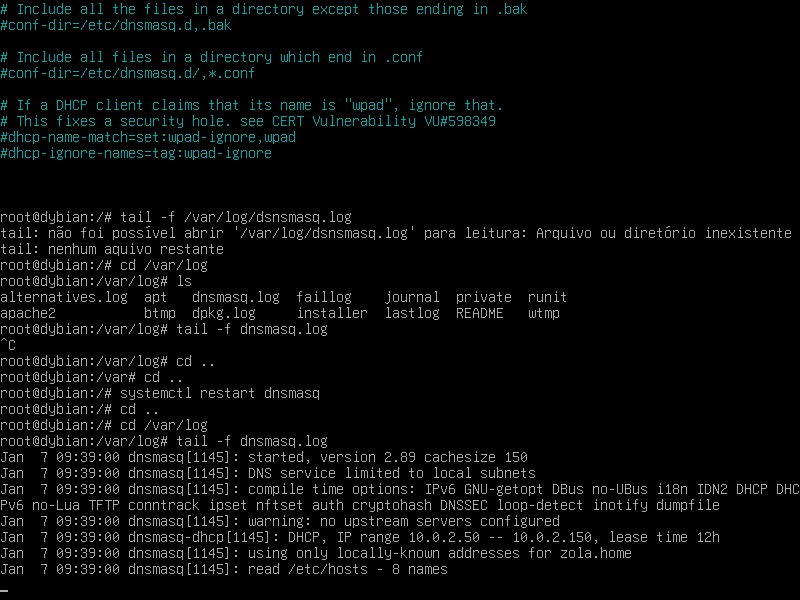 # Include all the files in a directory except those ending in .bak
#conf-dir=/etc/dnsmasq.d,.bak
# Include all files in a directory which end in .conf
#conf-dir=/etc/dnsmasq.d/,*.conf
# If a DHCP client claims that its name is "wpad", ignore that.
# This fixes a security hole. see CERT Vulnerability VU#598349
#dhcp-name-match=set:wpad-ignore,wpad
#dhcp-ignore-names=tag:wpad-ignore
root@dybian:/# tail -f /var/log/dsnsmasq.log
tail: não foi possível abrir '/var/log/dsnsmasq.log' para leitura: Arquivo ou diretório inexistente
tail: nenhum aquivo restante
root@dybian:/# cd /var/log
root@dybian:/var/log# ls
alternatives.log  apt   dnsmasq.log  faillog    journal  private  runit
apache2           btmp  dpkg.log     installer  lastlog  README   wtmp
root@dybian:/var/log# tail -f dnsmasq.log
^C
root@dybian:/var/log# cd ..
root@dybian:/var# cd ..
root@dybian:/# systemctl restart dnsmasq
root@dybian:/# cd ..
root@dybian:/# cd /var/log
root@dybian:/var/log# tail -f dnsmasq.log
Jan  7 09:39:00 dnsmasq[1145]: started, version 2.89 cachesize 150
Jan  7 09:39:00 dnsmasq[1145]: DNS service limited to local subnets
Jan  7 09:39:00 dnsmasq[1145]: compile time options: IPv6 GNU-getopt DBus no-UBus i18n IDN2 DHCP DHC
Pv6 no-Lua TFTP conntrack ipset nftset auth cryptohash DNSSEC loop-detect inotify dumpfile
Jan  7 09:39:00 dnsmasq[1145]: warning: no upstream servers configured
Jan  7 09:39:00 dnsmasq-dhcp[1145]: DHCP, IP range 10.0.2.50 -- 10.0.2.150, lease time 12h
Jan  7 09:39:00 dnsmasq[1145]: using only locally-known addresses for zola.home
Jan  7 09:39:00 dnsmasq[1145]: read /etc/hosts - 8 names